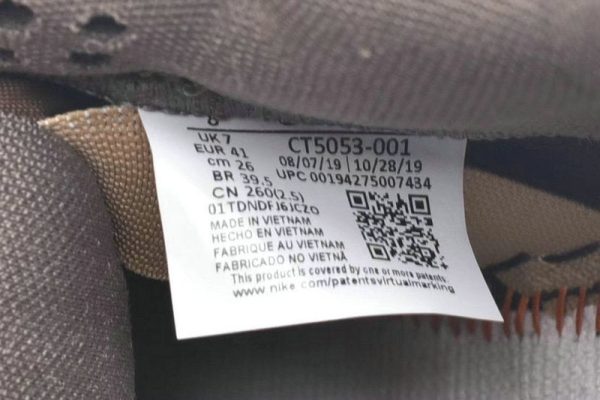 UK 7
EUR 41
cm 26
BR 39.5
CN 260(2.5)
01TDNDFJ6JCZO
CT5053-001
08/07/19 10/28/19
UPC 00194275007434
MADE IN VIETNAM
HECHO EN VIETNAM
FABRIQUE AU VIETNAM
FABRICADO NO VIETNÃ
This product is covered by one or more patents.
www.nike.com/patentsvirtualmarking